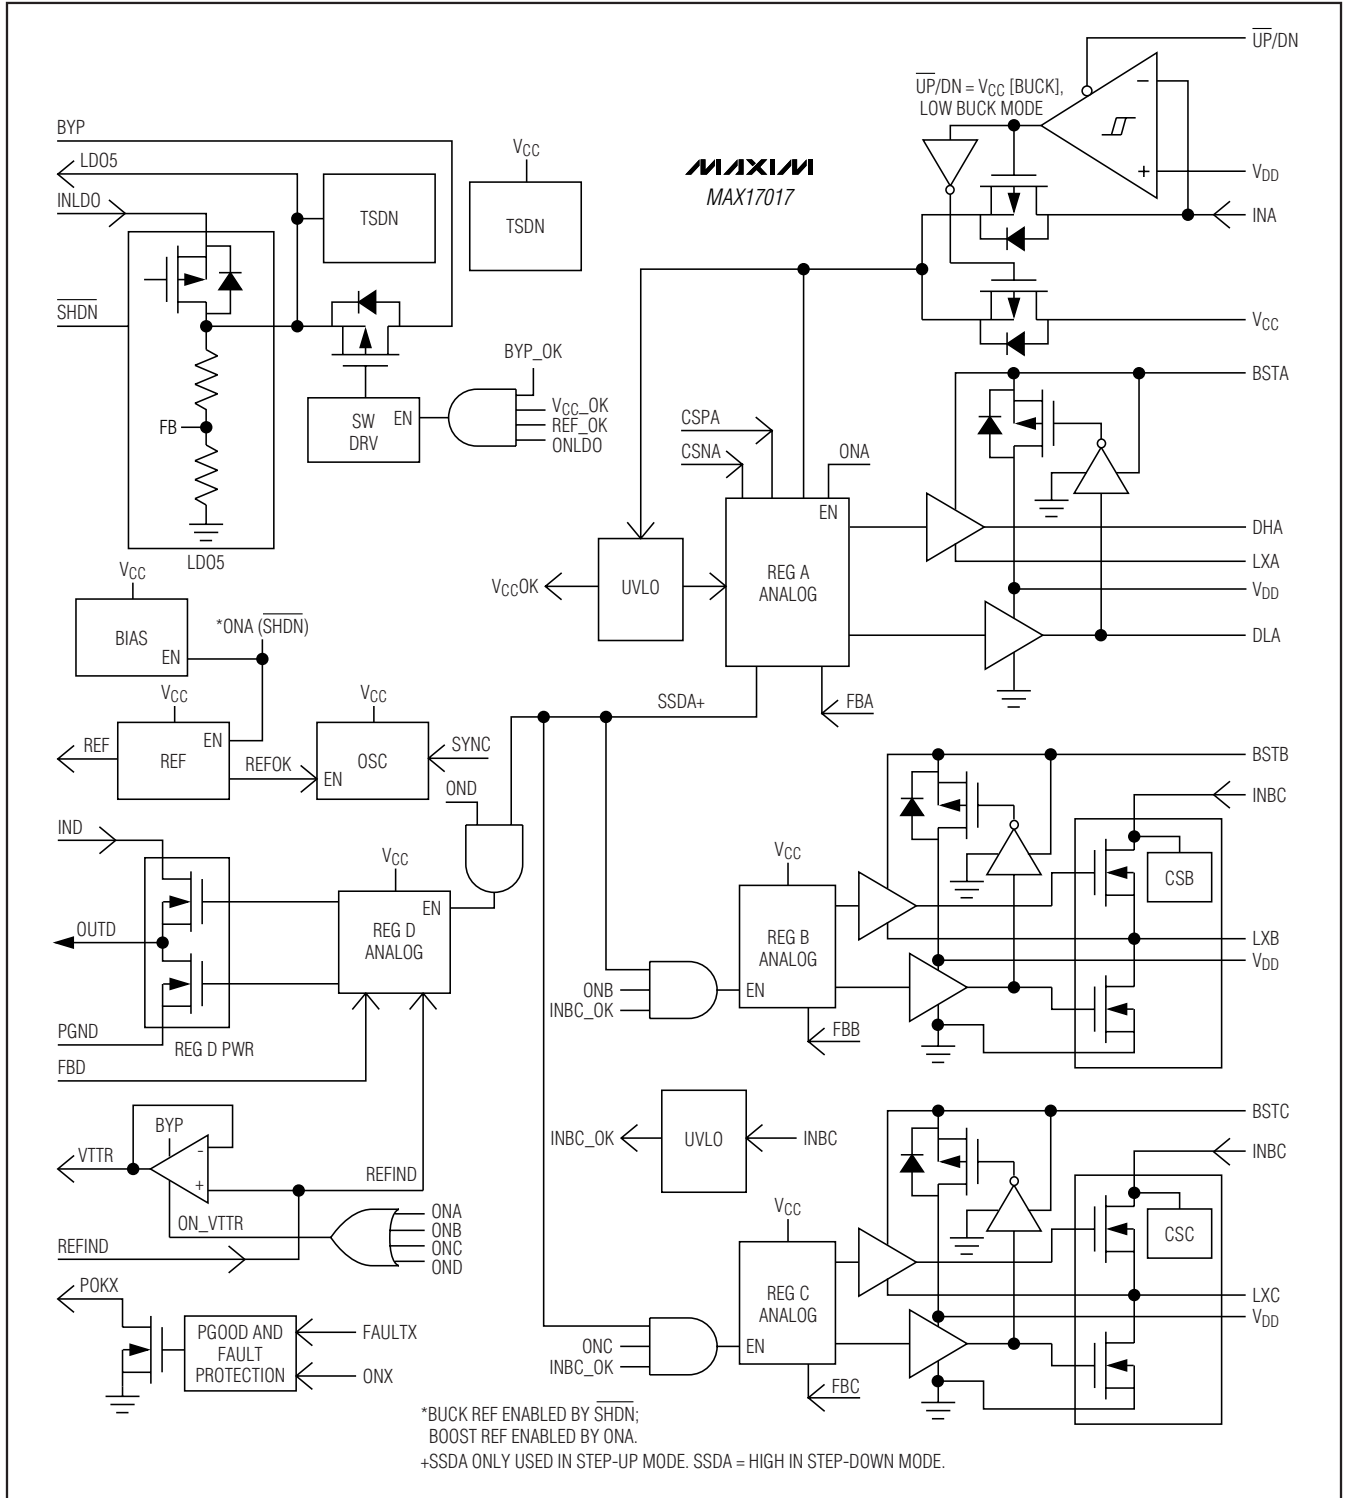 U̅P̅/DN
U̅P̅/DN = VCC [BUCK],
LOW BUCK MODE
−
+
VDD
INA
VCC
BYP
LDO5
INLDO
TSDN
VCC
TSDN
MAXIM
MAX17017
S̅H̅D̅N̅
FB
LDO5
BYP_OK
VCC_OK
REF_OK
ONLDO
SW
DRV
EN
BSTA
CSPA
CSNA
ONA
EN
REG A
ANALOG
UVLO
VCCOK
DHA
LXA
VDD
DLA
VCC
BIAS
EN
*ONA (S̅H̅D̅N̅)
VCC
REF
EN
REF
REFOK
VCC
OSC
EN
SYNC
SSDA+
FBA
OND
IND
OUTD
PGND
REG D PWR
VCC
EN
REG D
ANALOG
FBD
BSTB
INBC
CSB
VCC
REG B
ANALOG
EN
ONB
INBC_OK
FBB
LXB
VDD
VTTR
BYP
-
+
REFIND
ON_VTTR
ONA
ONB
ONC
OND
REFIND
INBC_OK
UVLO
INBC
BSTC
INBC
CSC
VCC
REG C
ANALOG
EN
ONC
INBC_OK
FBC
LXC
VDD
POKX
PGOOD AND
FAULT
PROTECTION
FAULTX
ONX
*BUCK REF ENABLED BY S̅H̅D̅N̅;
BOOST REF ENABLED BY ONA.
+SSDA ONLY USED IN STEP-UP MODE. SSDA = HIGH IN STEP-DOWN MODE.